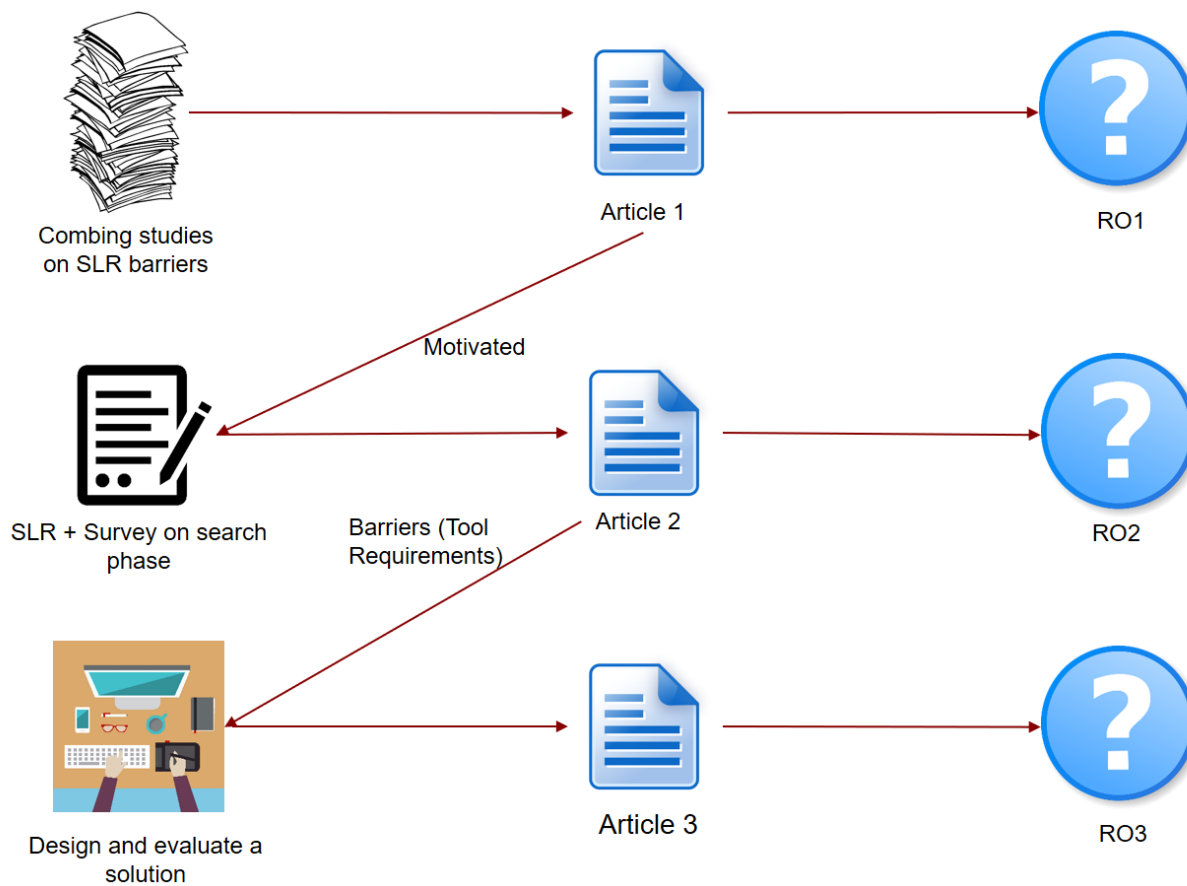 Combing studies
on SLR barriers
Article 1
RO1
Motivated
SLR + Survey on search
phase
Article 2
RO2
Barriers (Tool
Requirements)
Design and evaluate a
solution
Article 3
RO3